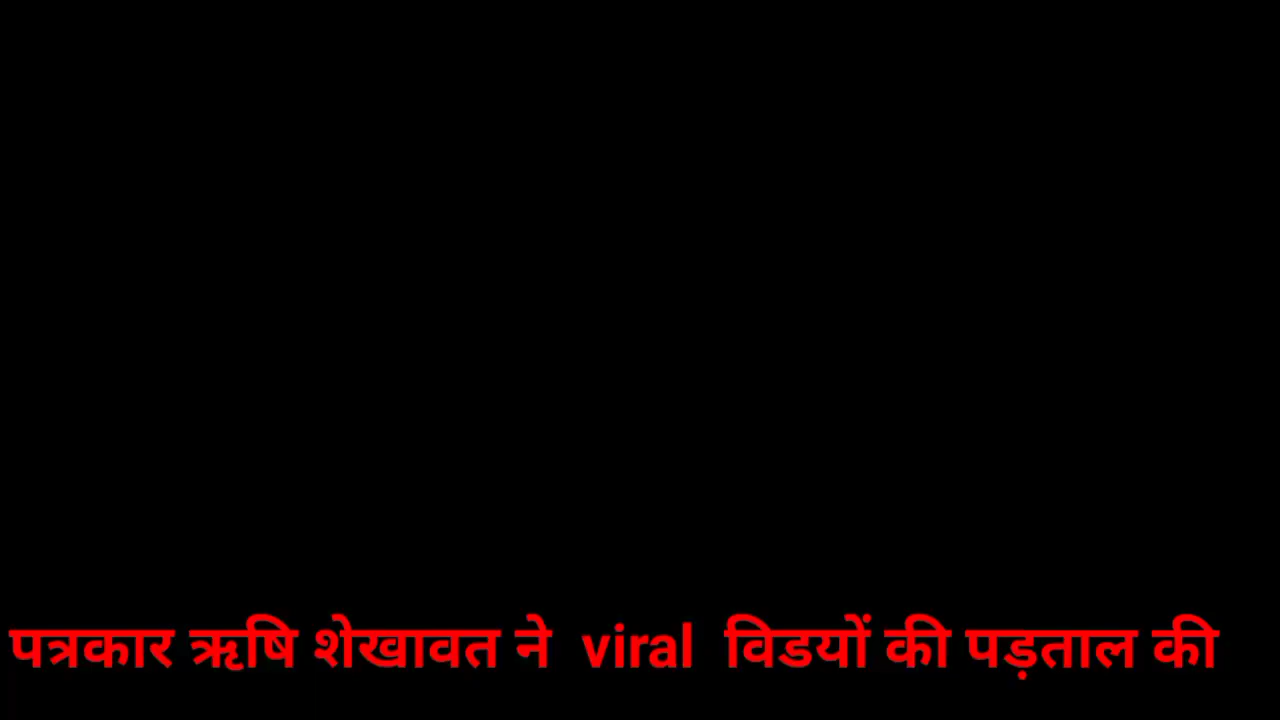 पत्रकार ऋषि शेखावत ने viral विडयों की पड़ताल की